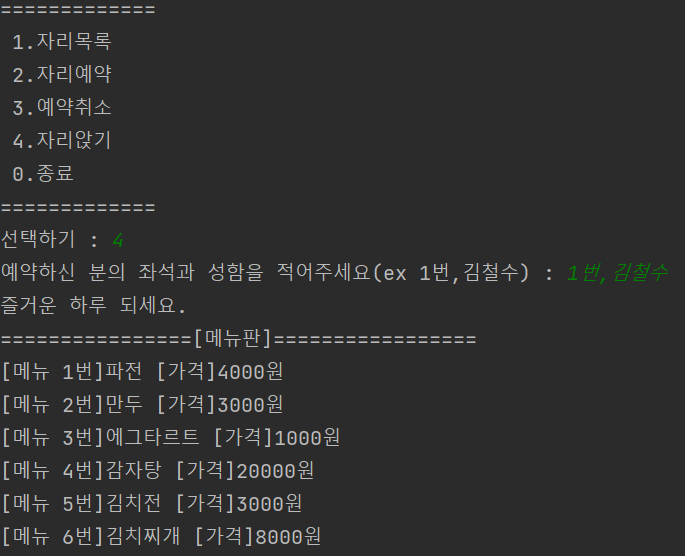 =============
1.자리목록
2.자리예약
3.예약취소
4.자리앉기
0.종료
=============
선택하기 : 4
예약하신 분의 좌석과 성함을 적어주세요(ex 1번,김철수) : 1번,김철수
즐거운 하루 되세요.
================[메뉴판]=================
[메뉴 1번]파전 [가격]4000원
[메뉴 2번]만두 [가격]3000원
[메뉴 3번]에그타르트 [가격]1000원
[메뉴 4번]감자탕 [가격]20000원
[메뉴 5번]김치전 [가격]3000원
[메뉴 6번]김치찌개 [가격]8000원